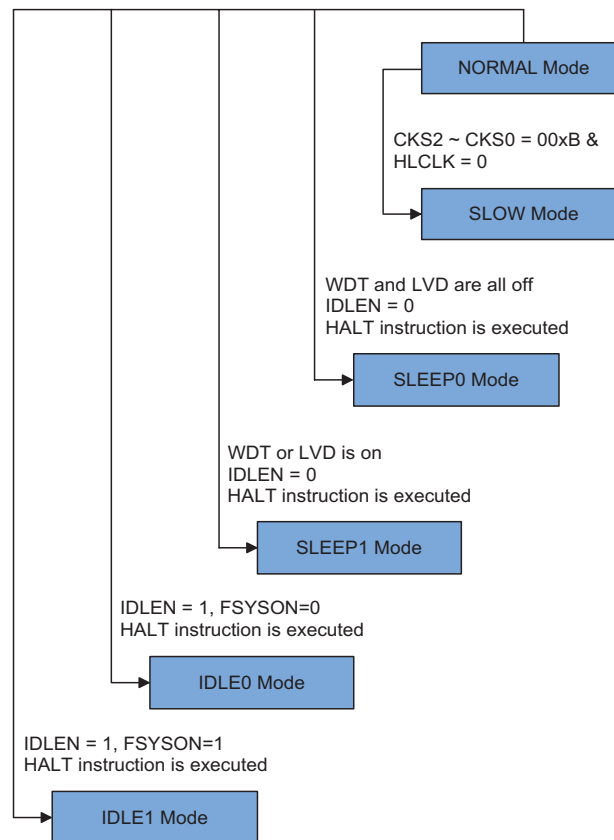 NORMAL Mode
CKS2 ~ CKS0 = 00xB &
HLCLK = 0
SLOW Mode
WDT and LVD are all off
IDLEN = 0
HALT instruction is executed
SLEEP0 Mode
WDT or LVD is on
IDLEN = 0
HALT instruction is executed
SLEEP1 Mode
IDLEN = 1, FSYSON=0
HALT instruction is executed
IDLE0 Mode
IDLEN = 1, FSYSON=1
HALT instruction is executed
IDLE1 Mode